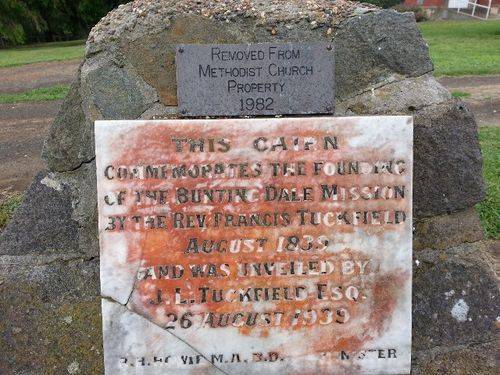 REMOVED FROM
METHODIST CHURCH
PROPERTY
1982
THIS CAIRN
COMMEMORATES THE FOUNDING
OF THE BUNTING DALE MISSION
BY THE REV. FRANCIS TUCKFIELD
AUGUST 1839
AND WAS UNVEILED BY
J. L. TUCKFIELD ESQ.
26 AUGUST 1939
M.A. B.D.